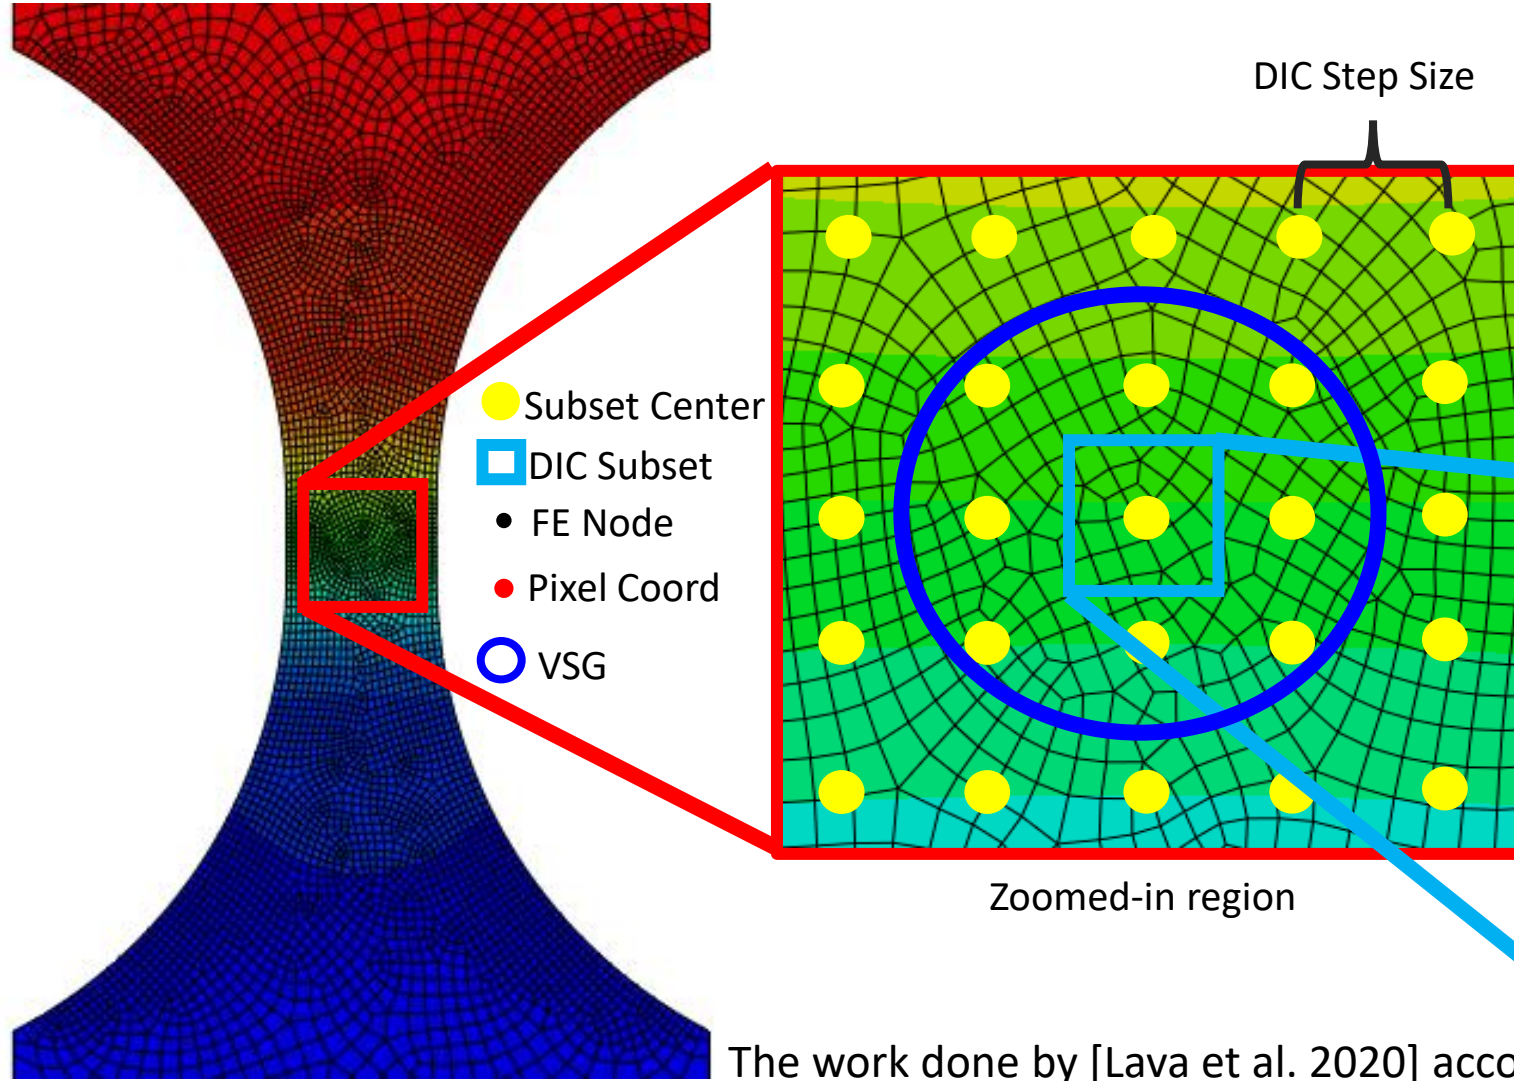 DIC Step Size
Subset Center
DIC Subset
FE Node
Pixel Coord
VSG
Zoomed-in region
The work done by [Lava et al. 2020] acco